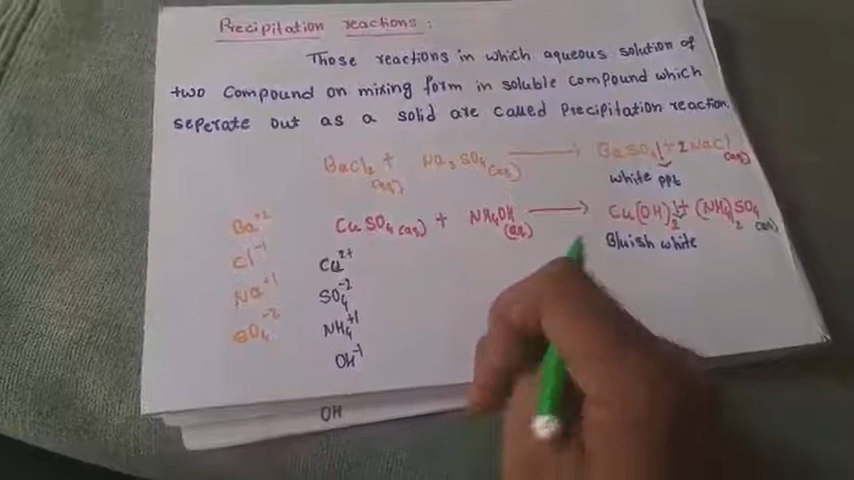 Precipilation reactions :
Those reactions in which aqueous solution of
two compound on mixing form in soluble compound which
seperate out as a solid are called Precipilation reaction.
BaCl₂ (aq) + Na₂SO₄ (aq) → BaSO₄↓ + 2NaCl (aq)
white ppt
CuSO₄ (aq) + NH₄OH (aq) → Cu(OH)₂↓ + (NH₄)₂SO₄ (aq)
Bluish white
Ba⁺²
Cl⁻¹
Na⁺¹
SO₄⁻²
Cu²⁺
SO₄⁻²
NH₄⁺¹
OH⁻¹
OH